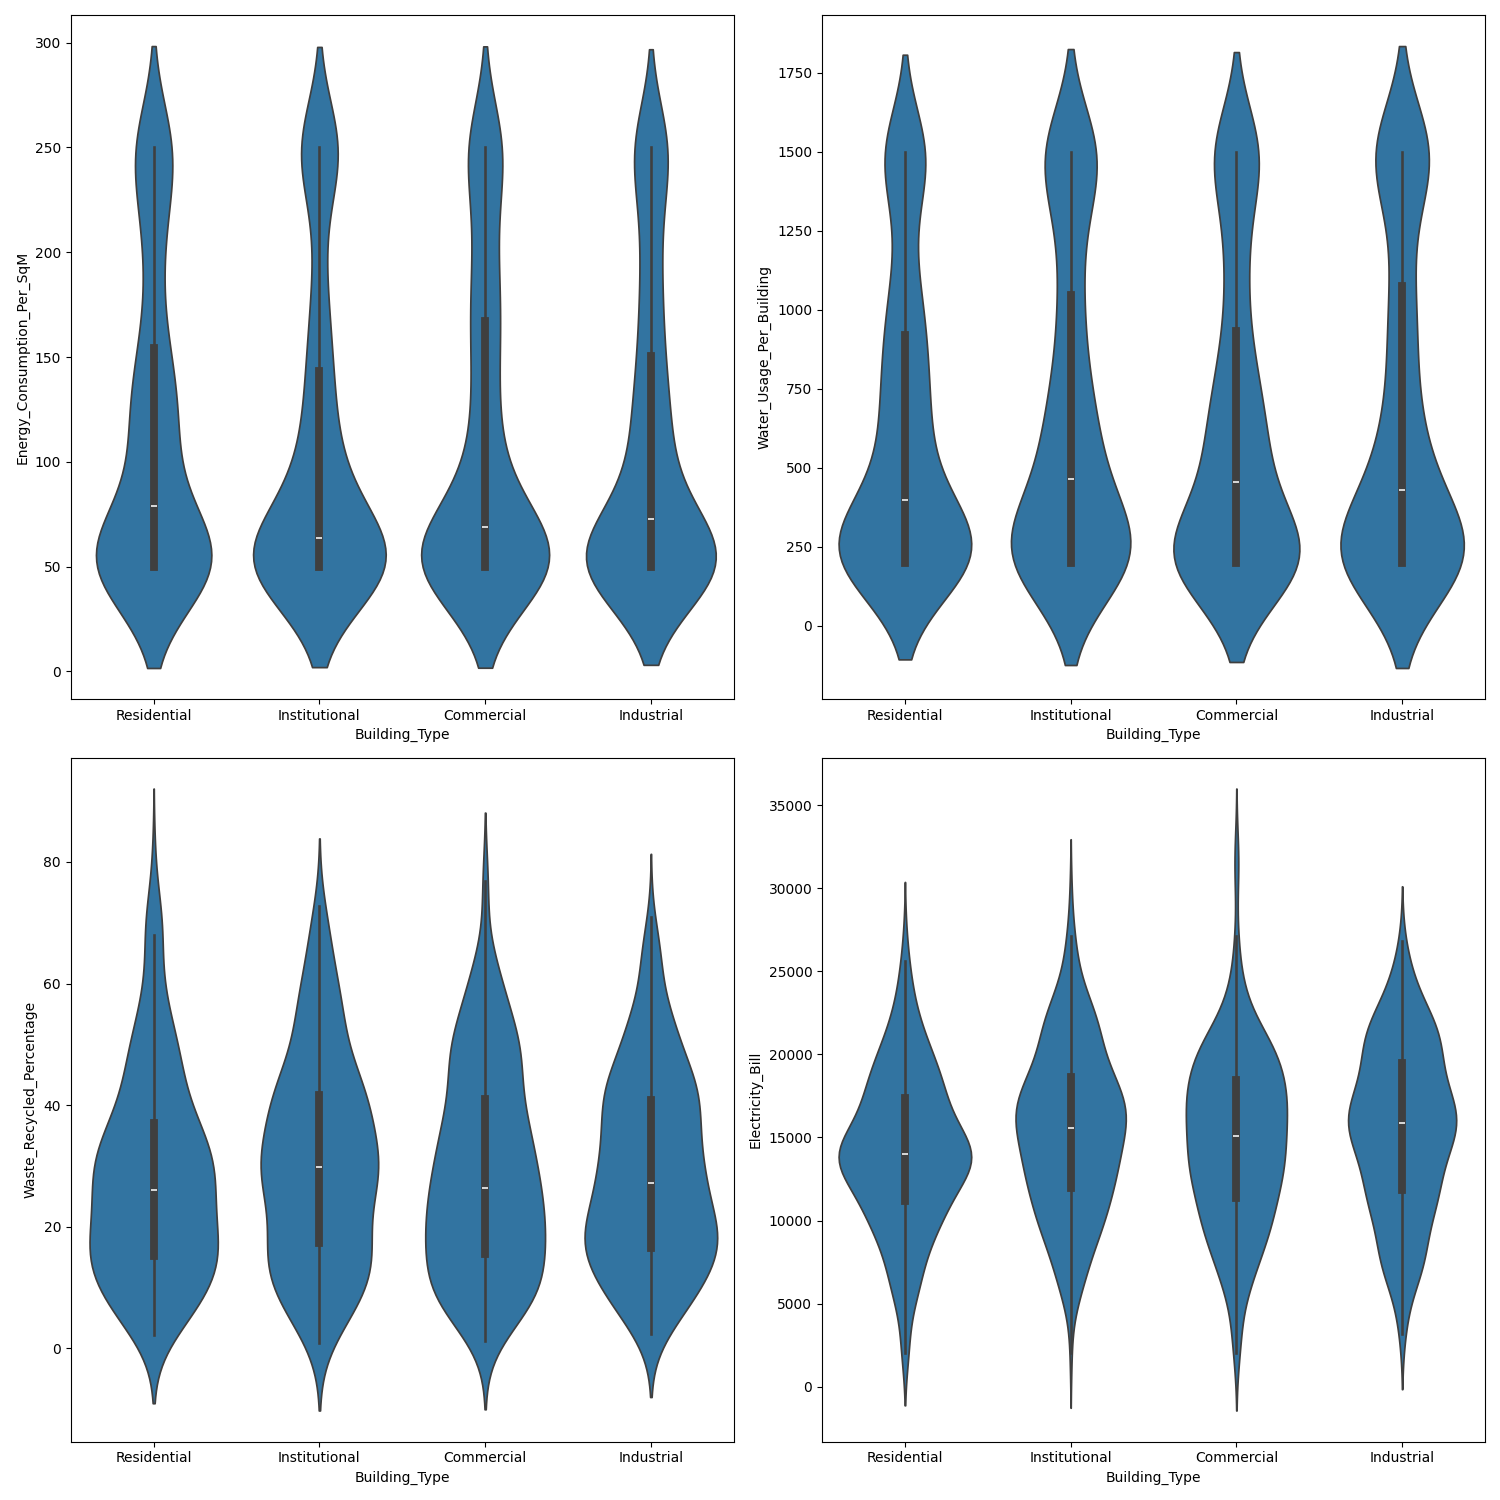 300
250
200
150
100
50
0
Energy_Consumption_Per_SqM
Residential Institutional Commercial Industrial
Building_Type
1750
1500
1250
1000
750
500
250
0
Water_Usage_Per_Building
Residential Institutional Commercial Industrial
Building_Type
80
60
40
20
0
Waste_Recycled_Percentage
Residential Institutional Commercial Industrial
Building_Type
35000
30000
25000
20000
15000
10000
5000
0
Electricity_Bill
Residential Institutional Commercial Industrial
Building_Type